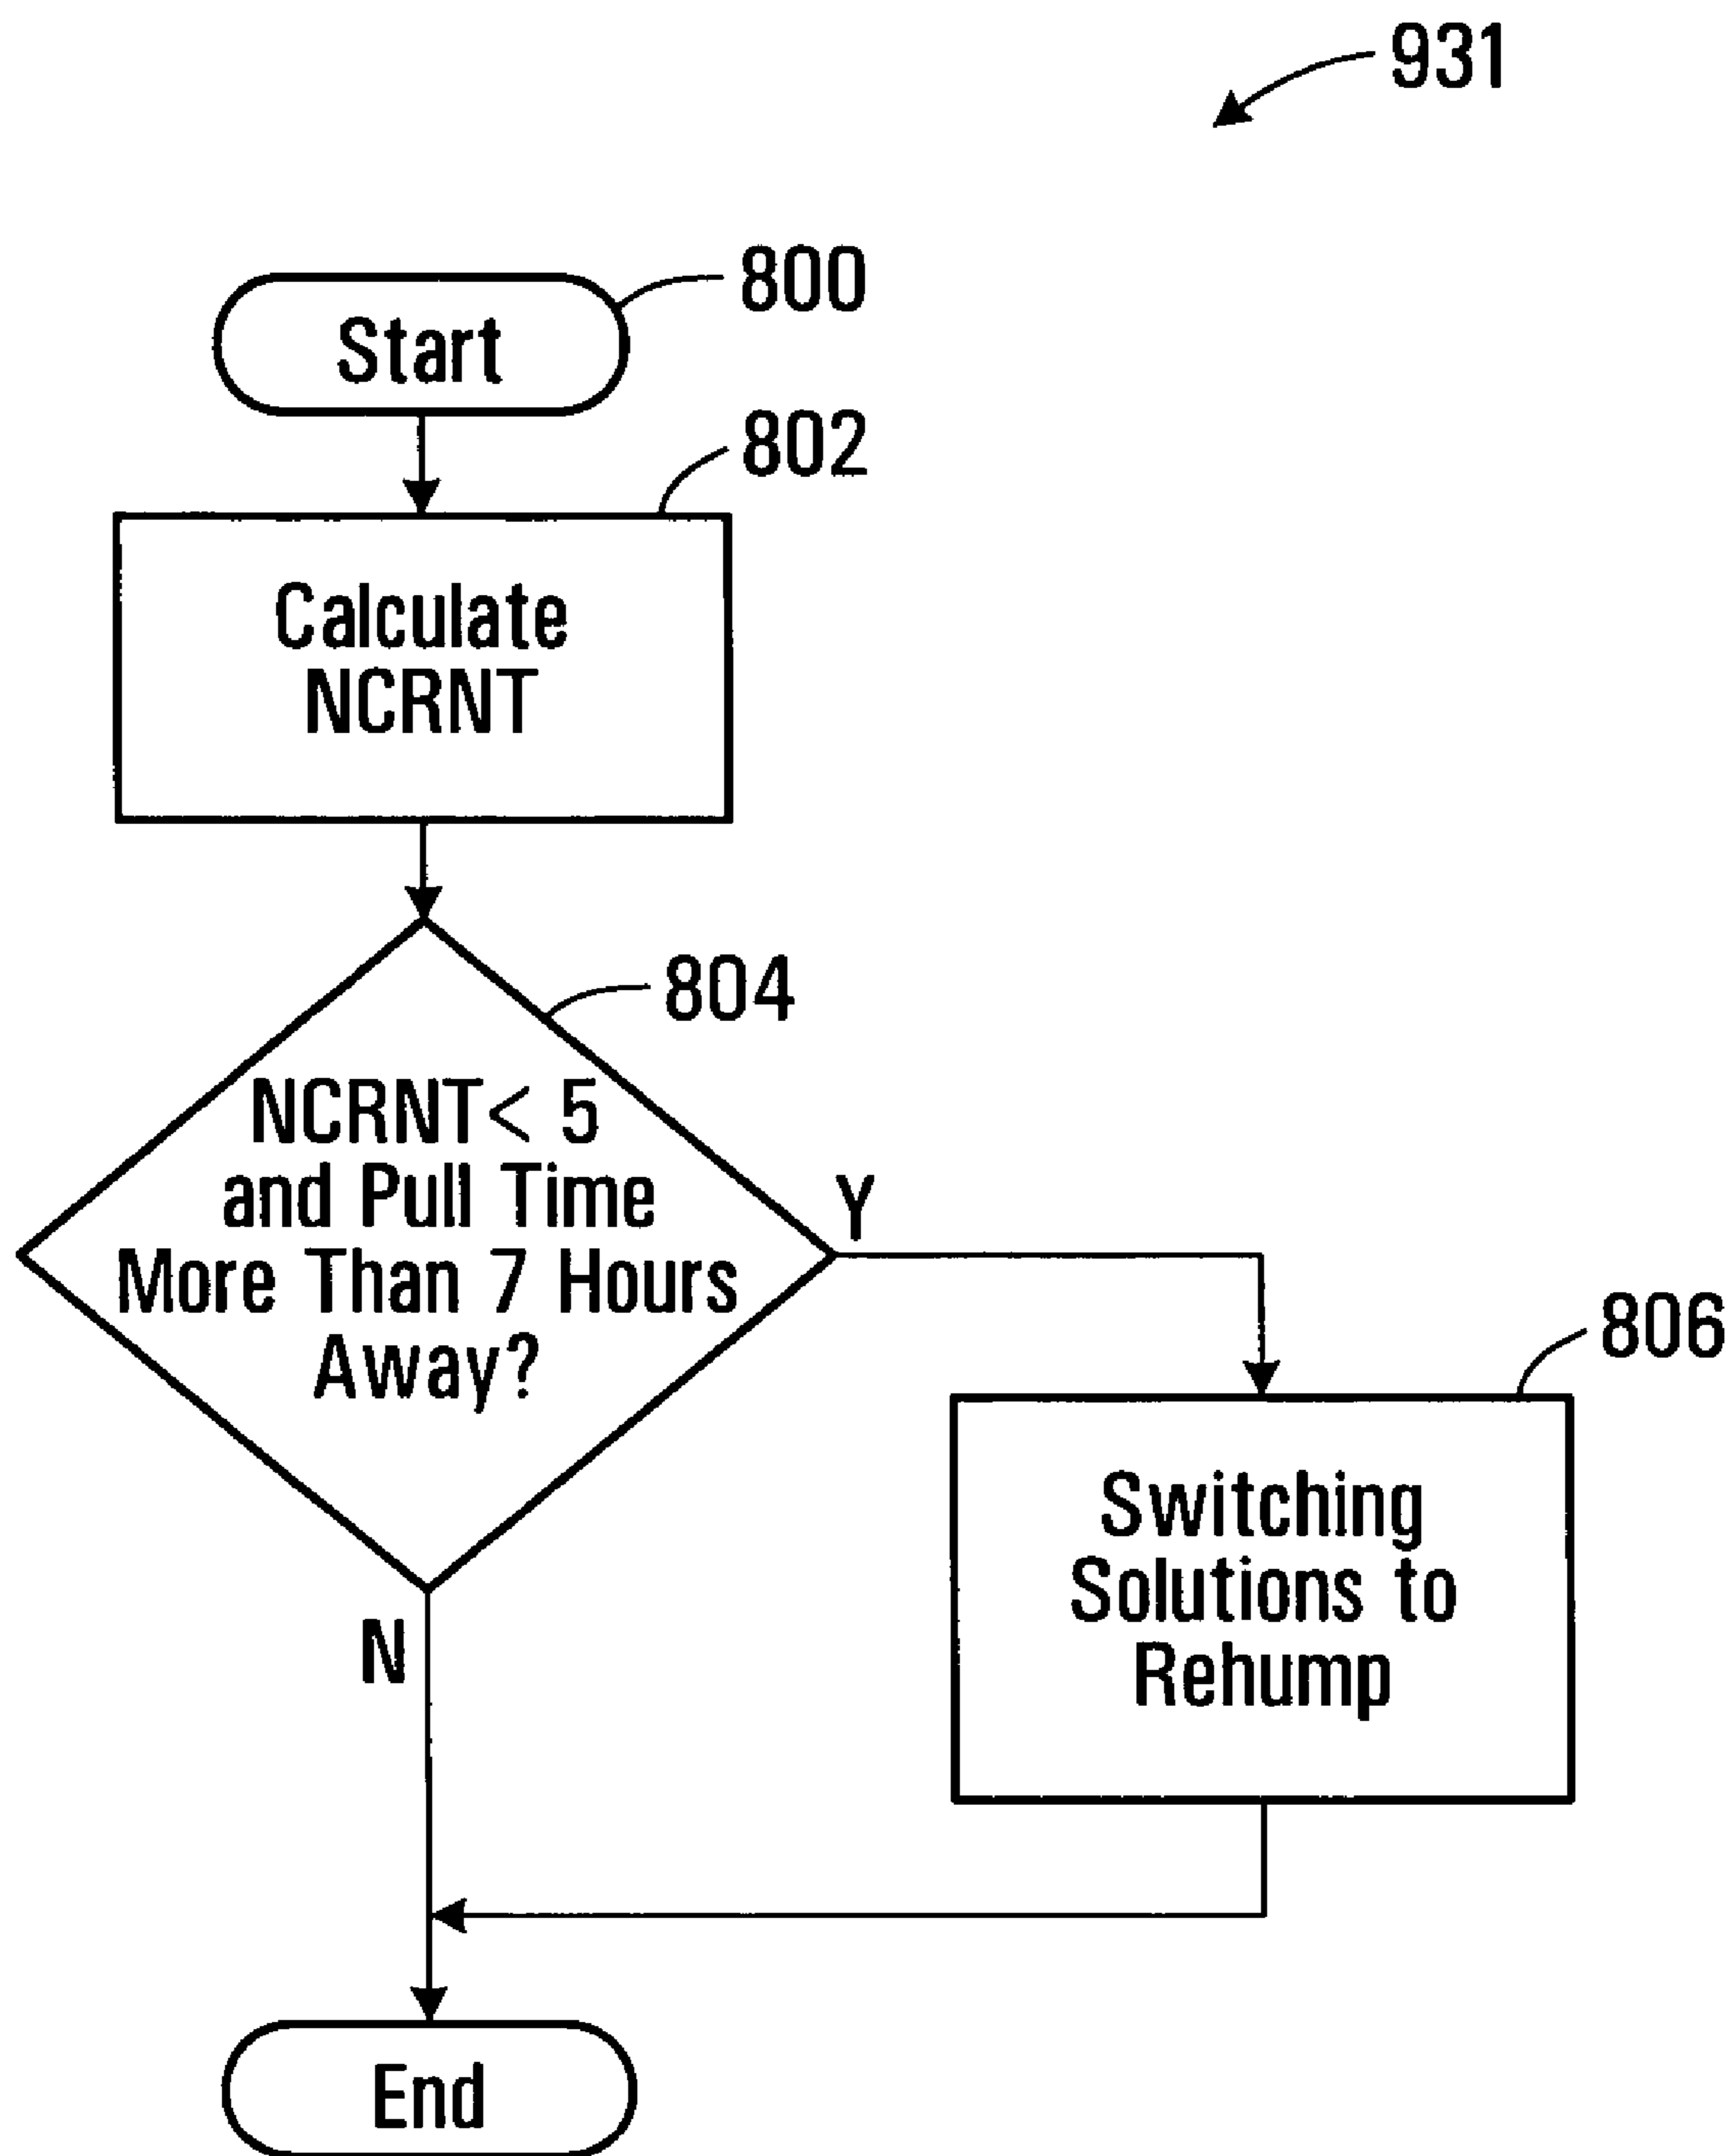 931
800
Start
802
Calculate
NCRNT
804
NCRNT< 5
and Pull Time
More Than 7 Hours
Away?
Y
806
Switching
Solutions to
Rehump
N
End